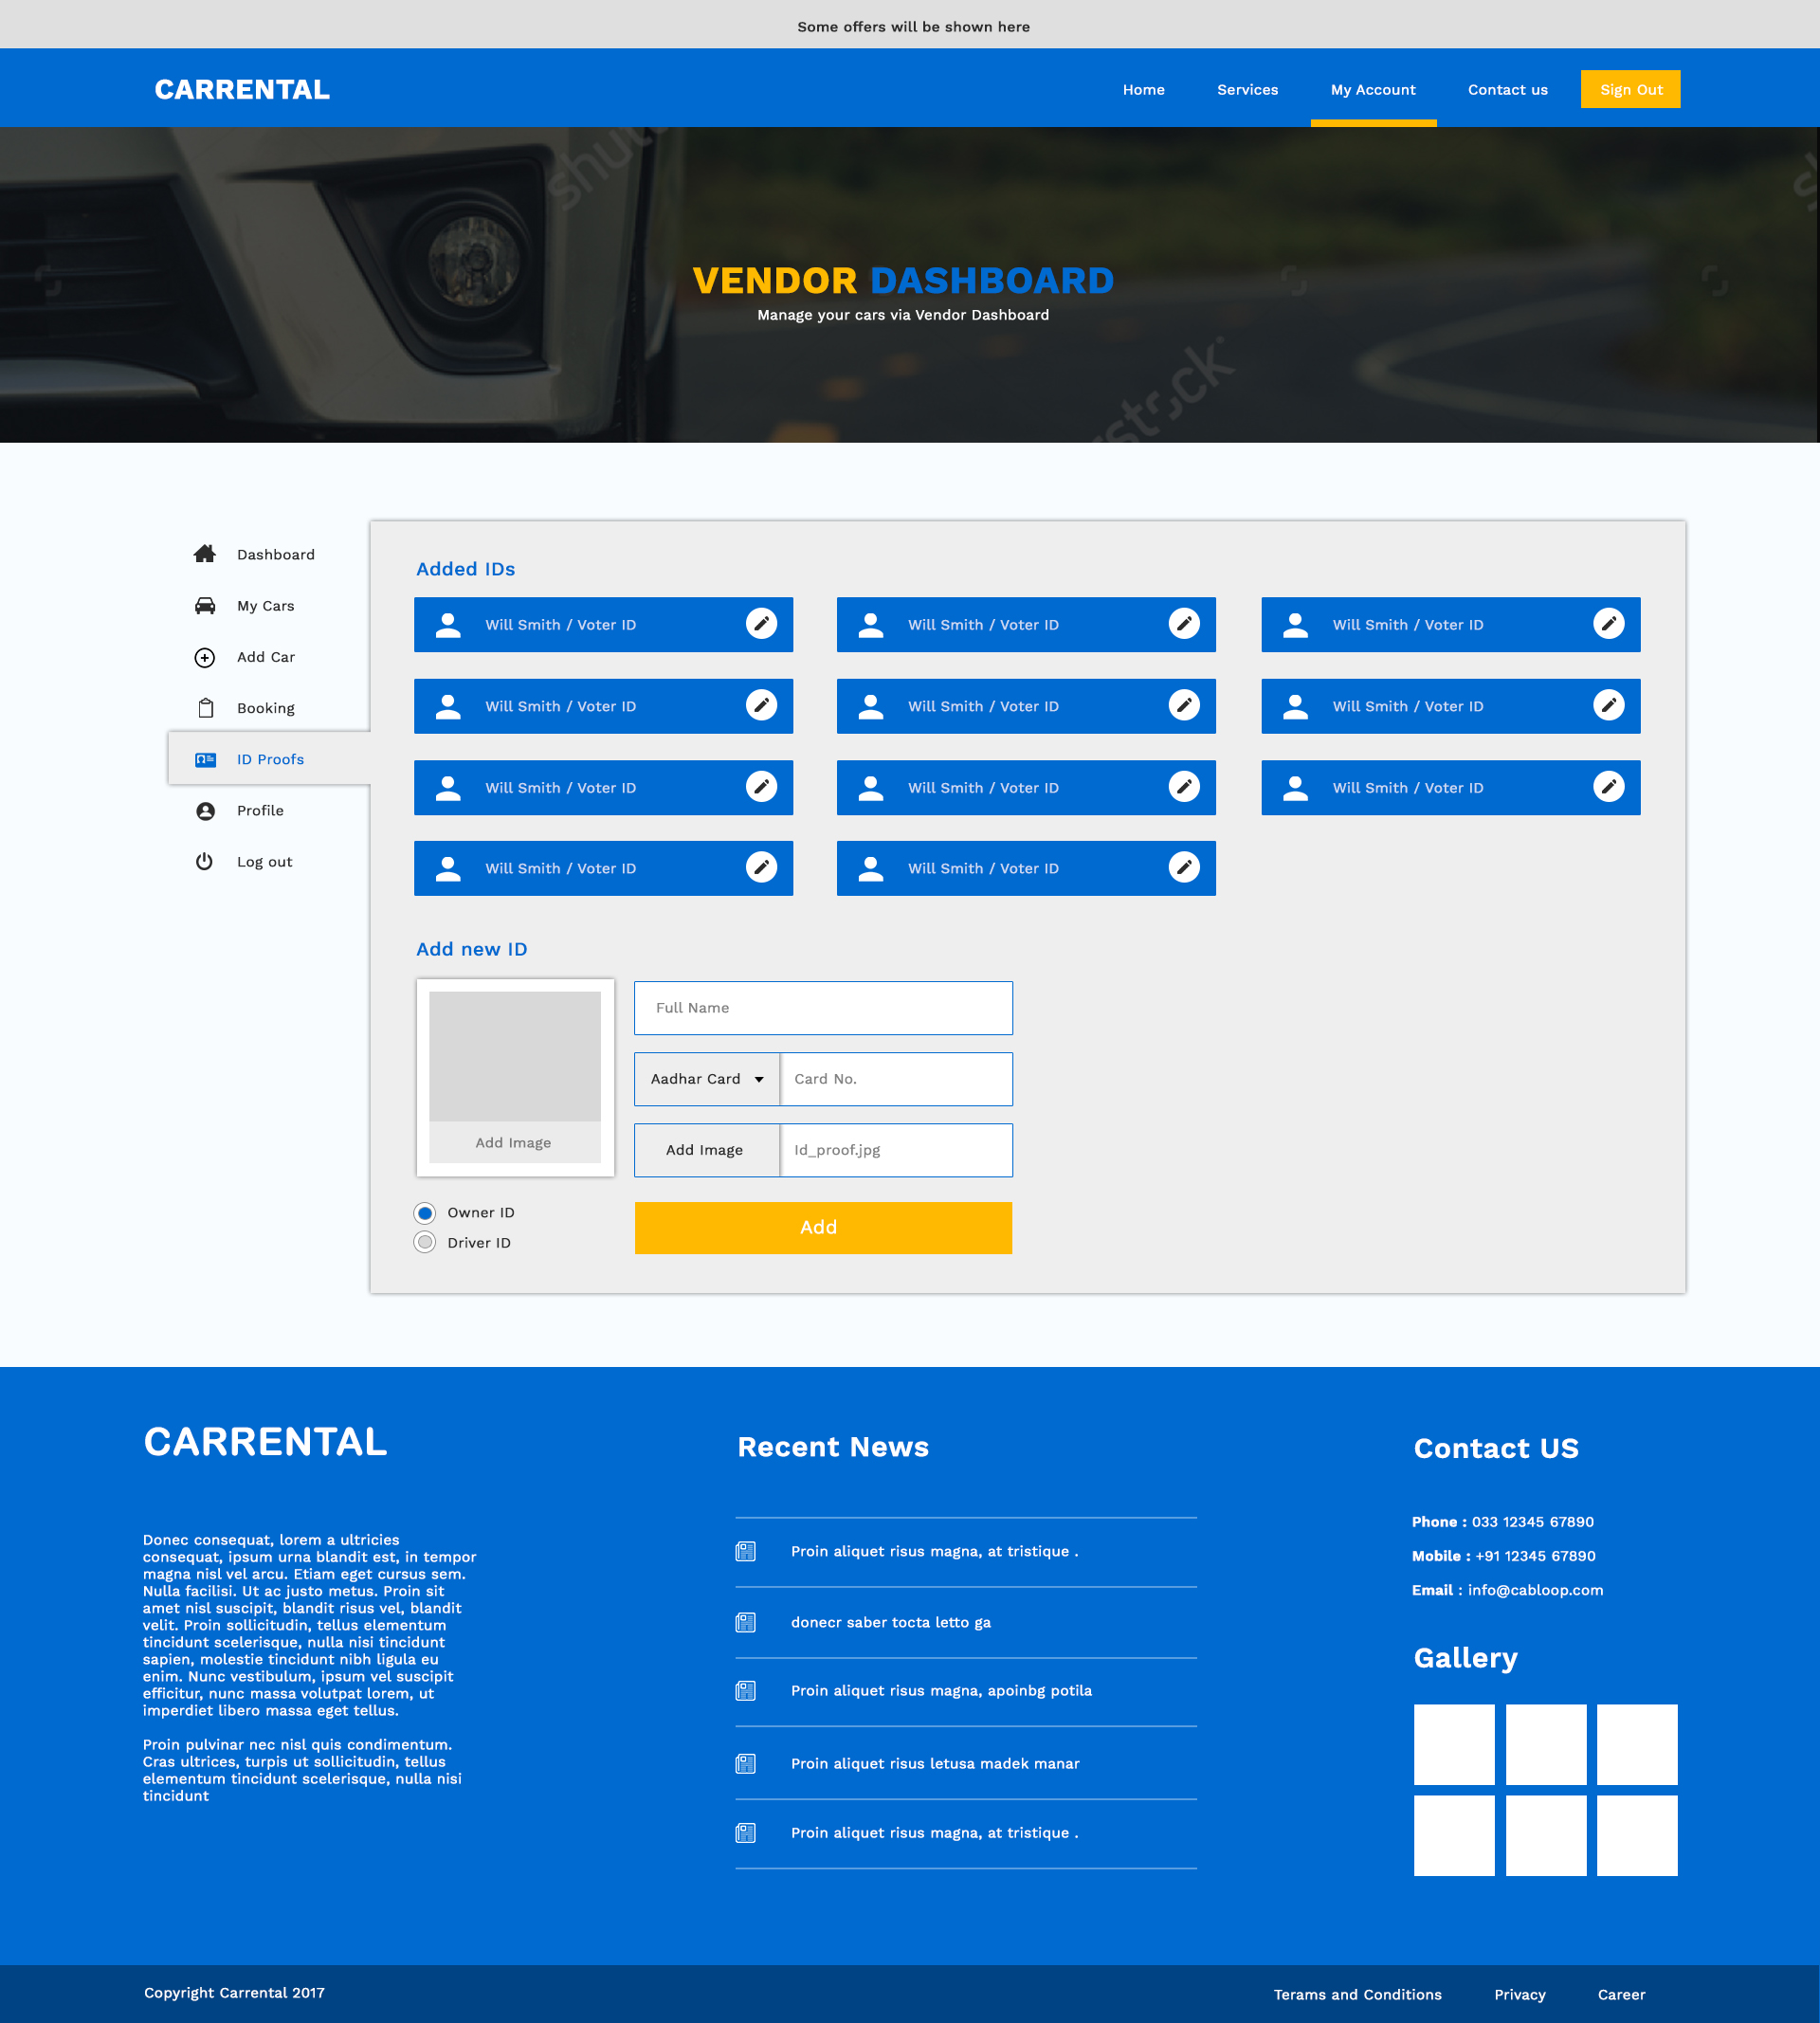 Some offers will be shown here
CARRENTAL
Home
Services
My Account
Contact us
Sign Out
VENDOR DASHBOARD
Manage your cars via Vendor Dashboard
Dashboard
My Cars
Add Car
Booking
ID Proofs
Profile
Log out
Added IDs
Will Smith / Voter ID
Will Smith / Voter ID
Will Smith / Voter ID
Will Smith / Voter ID
Will Smith / Voter ID
Will Smith / Voter ID
Will Smith / Voter ID
Will Smith / Voter ID
Will Smith / Voter ID
Will Smith / Voter ID
Will Smith / Voter ID
Add new ID
Add Image
Full Name
Aadhar Card
Card No.
Add Image
Id_proof.jpg
Owner ID
Driver ID
Add
CARRENTAL
Donec consequat, lorem a ultricies
consequat, ipsum urna blandit est, in tempor
magna nisl vel arcu. Etiam eget cursus sem.
Nulla facilisi. Ut ac justo metus. Proin sit
amet nisl suscipit, blandit risus vel, blandit
velit. Proin sollicitudin, tellus elementum
tincidunt scelerisque, nulla nisi tincidunt
sapien, molestie tincidunt nibh ligula eu
enim. Nunc vestibulum, ipsum vel suscipit
efficitur, nunc massa volutpat lorem, ut
imperdiet libero massa eget tellus.
Proin pulvinar nec nisl quis condimentum.
Cras ultrices, turpis ut sollicitudin, tellus
elementum tincidunt scelerisque, nulla nisi
tincidunt
Recent News
Proin aliquet risus magna, at tristique .
donecr saber tocta letto ga
Proin aliquet risus magna, apoinbg potila
Proin aliquet risus letusa madek manar
Proin aliquet risus magna, at tristique .
Contact US
Phone : 033 12345 67890
Mobile : +91 12345 67890
Email : info@cabloop.com
Gallery
Copyright Carrental 2017
Terams and Conditions
Privacy
Career